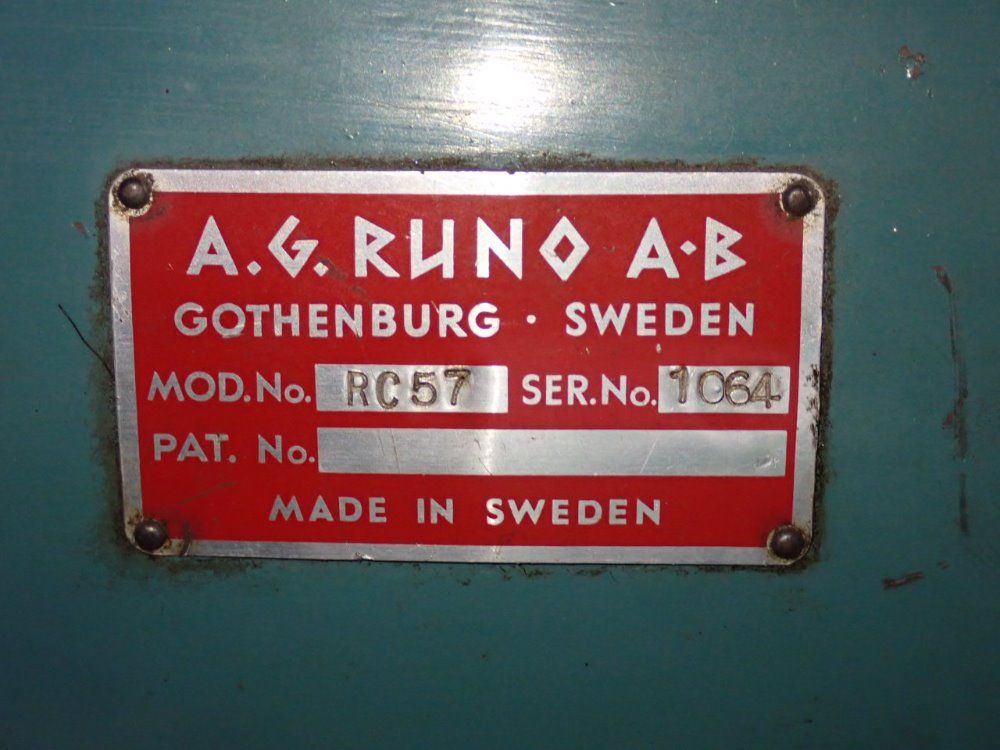 A.G. RUNO A·B
GOTHENBURG · SWEDEN
MOD.No. RC57 SER.No. 1064
PAT. No.
MADE IN SWEDEN